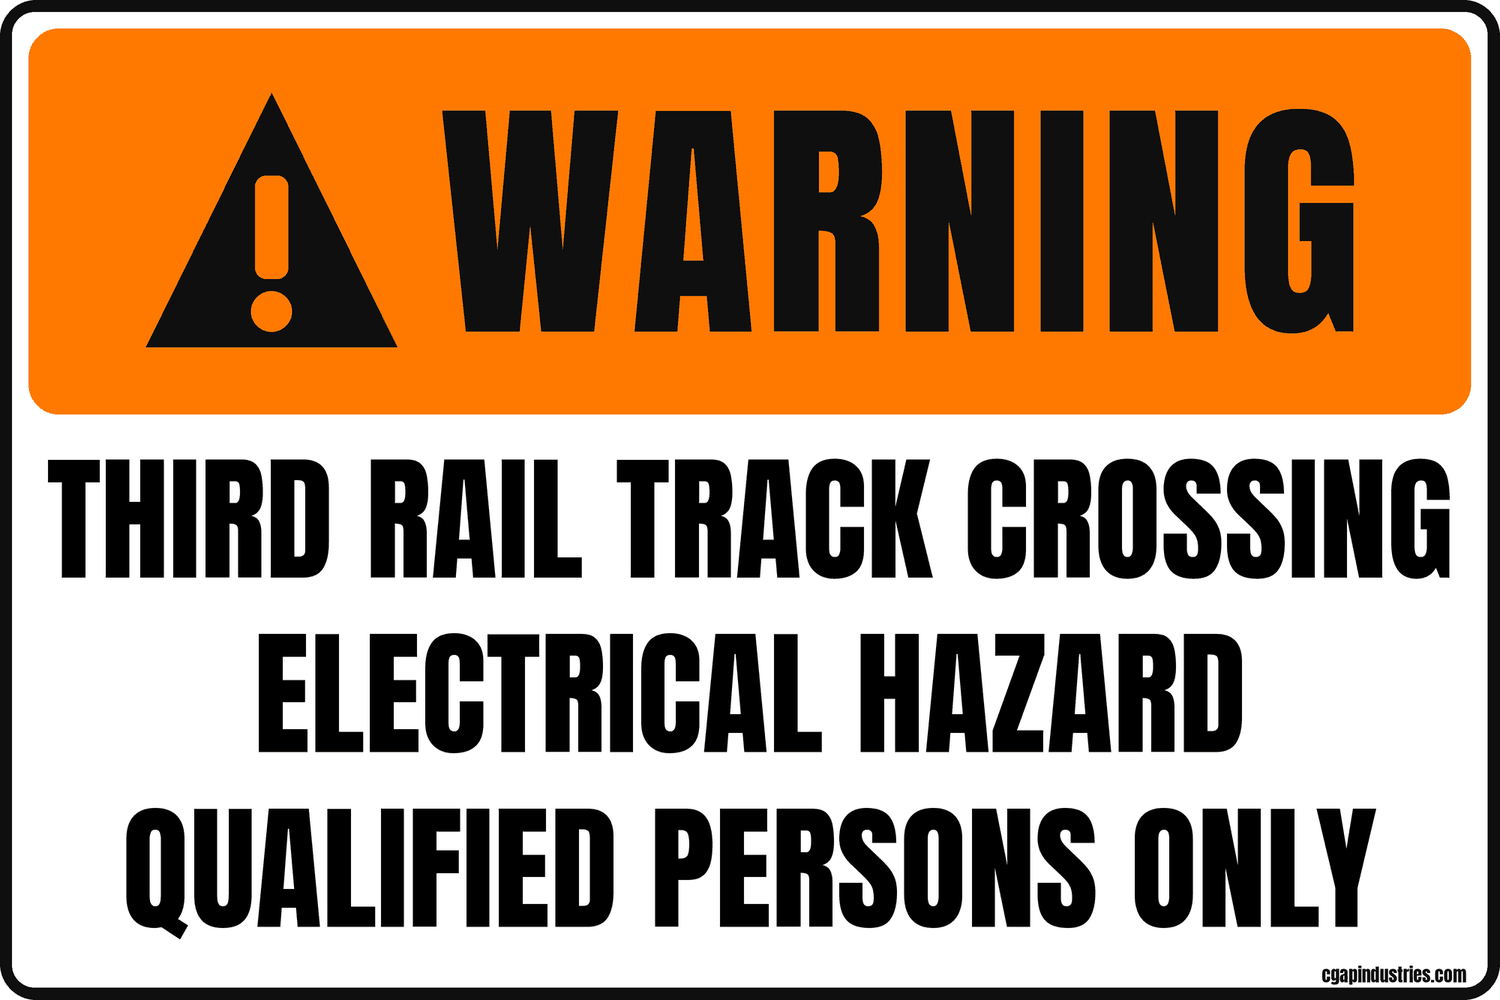 WARNING
THIRD RAIL TRACK CROSSING
ELECTRICAL HAZARD
QUALIFIED PERSONS ONLY
cgapindustries.com